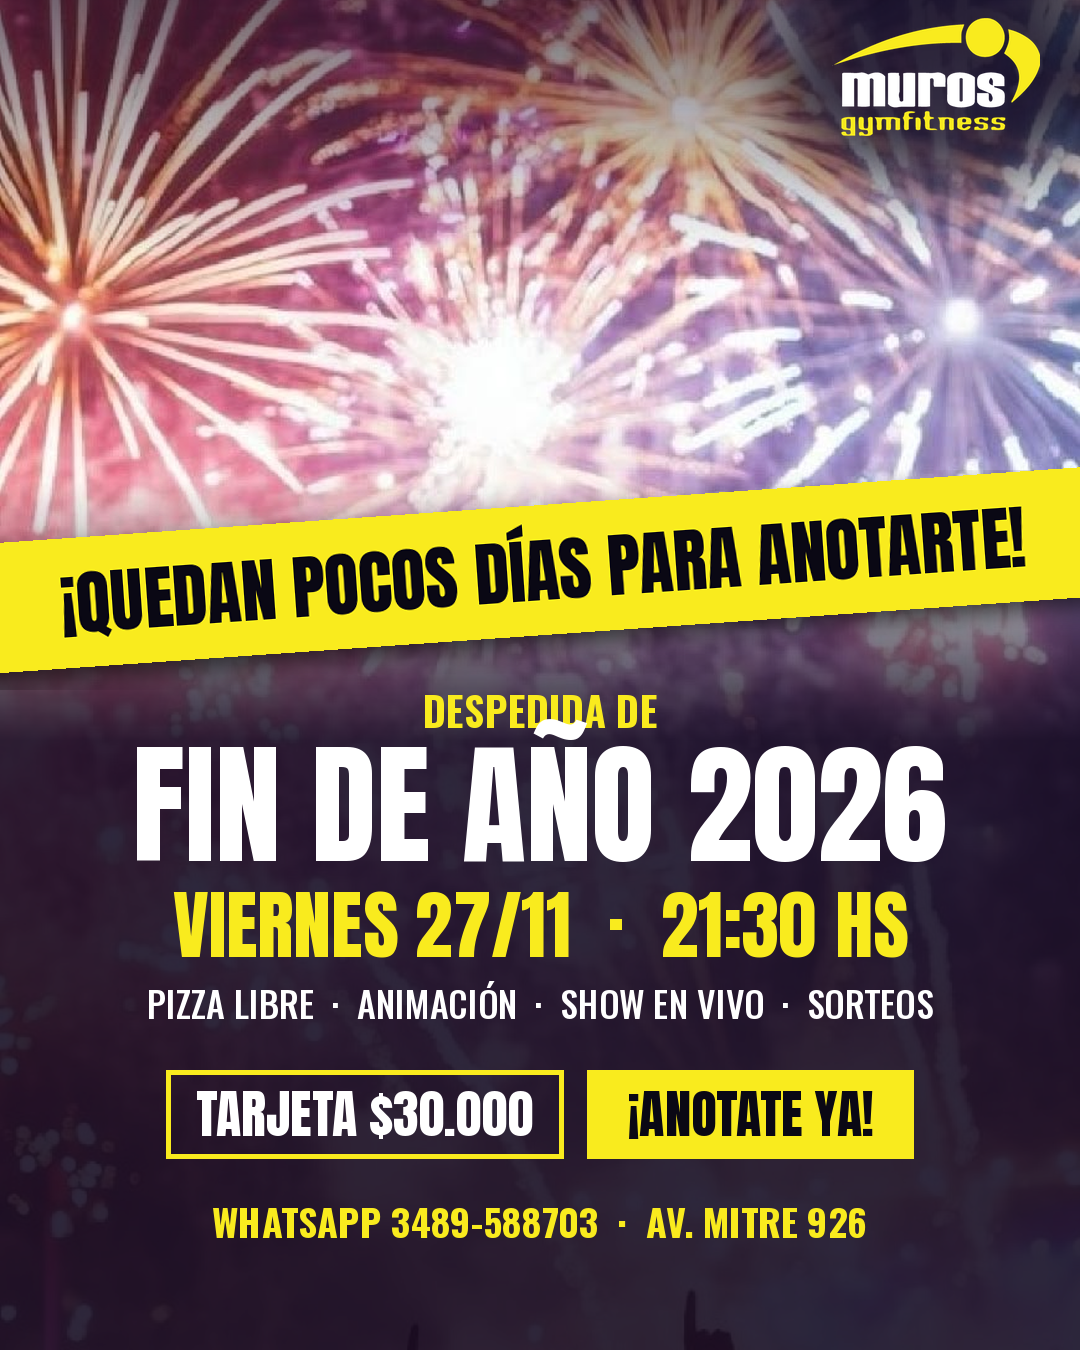 muros
gymfitness
¡QUEDAN POCOS DÍAS PARA ANOTARTE!
DESPEDIDA DE
FIN DE AÑO 2026
VIERNES 27/11 · 21:30 HS
PIZZA LIBRE · ANIMACIÓN · SHOW EN VIVO · SORTEOS
TARJETA $30.000 ¡ANOTATE YA!
WHATSAPP 3489-588703 · AV. MITRE 926